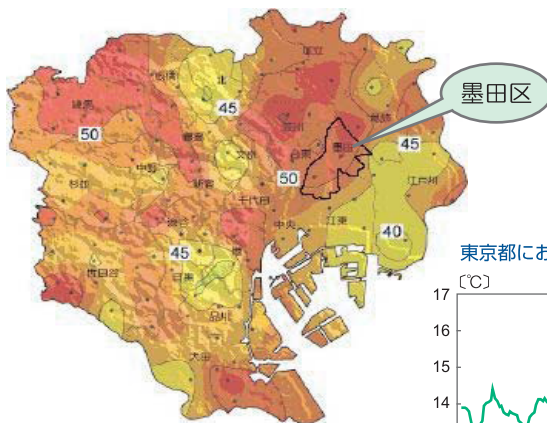 足立
板橋
北
45
墨田区
練馬
葛飾
荒川
50
豊島
文京
台東
墨田
45
中野
新宿
50
江戸川
杉並
千代田
中央
江東
渋谷
40
45
港
世田谷
目黒
東京都にお
〔℃〕
品川
17
16
大田
15
14